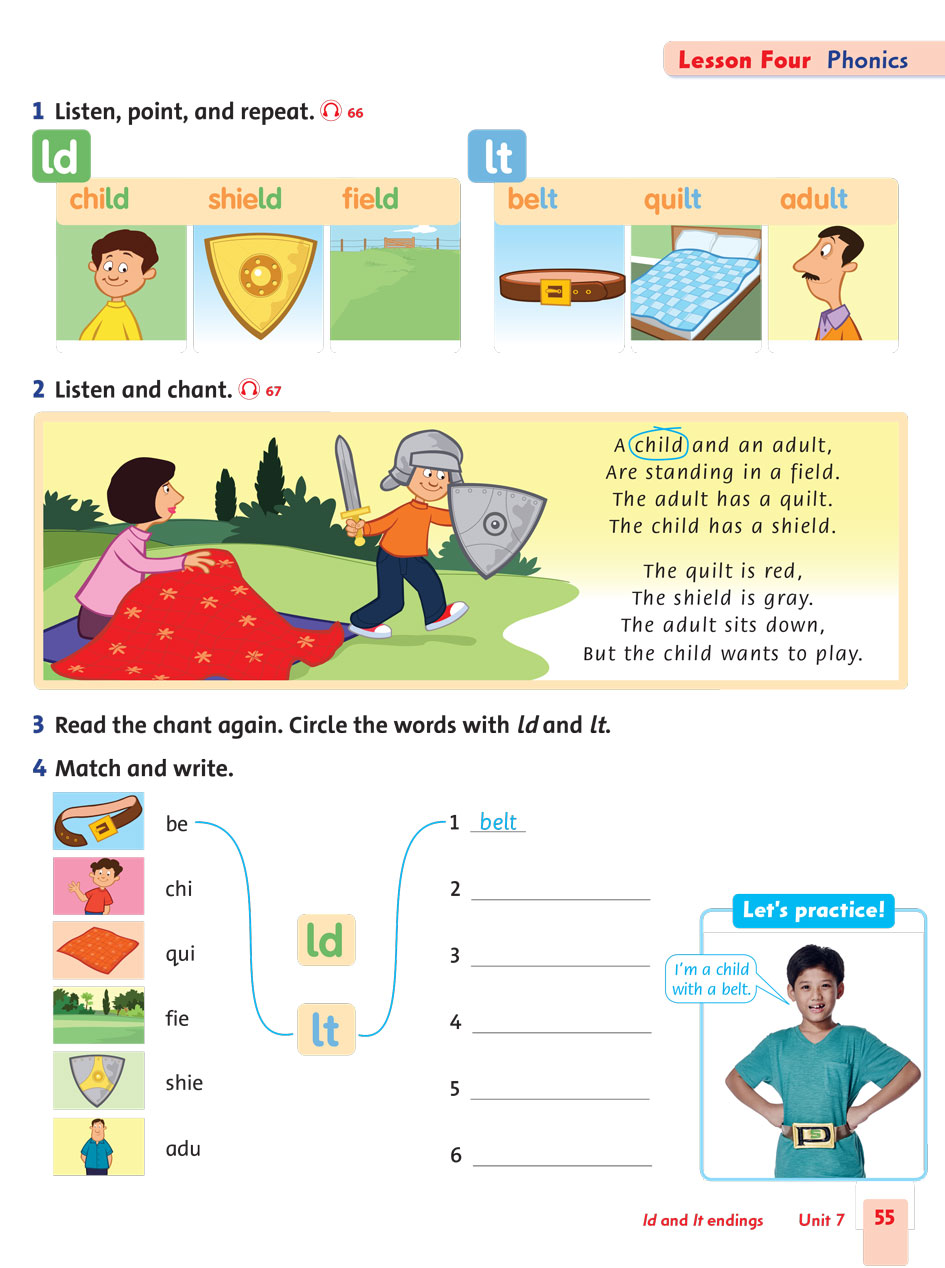 Lesson Four Phonics
1 Listen, point, and repeat. 66
ld
child shield field
lt
belt quilt adult
2 Listen and chant. 67
A child and an adult,
Are standing in a field.
The adult has a quilt.
The child has a shield.
The quilt is red,
The shield is gray.
The adult sits down,
But the child wants to play.
3 Read the chant again. Circle the words with ld and lt.
4 Match and write.
be
chi
qui
fie
shie
adu
ld
lt
1 belt
2
3
4
5
6
Let's practice!
I'm a child
with a belt.
ld and lt endings Unit 7 55